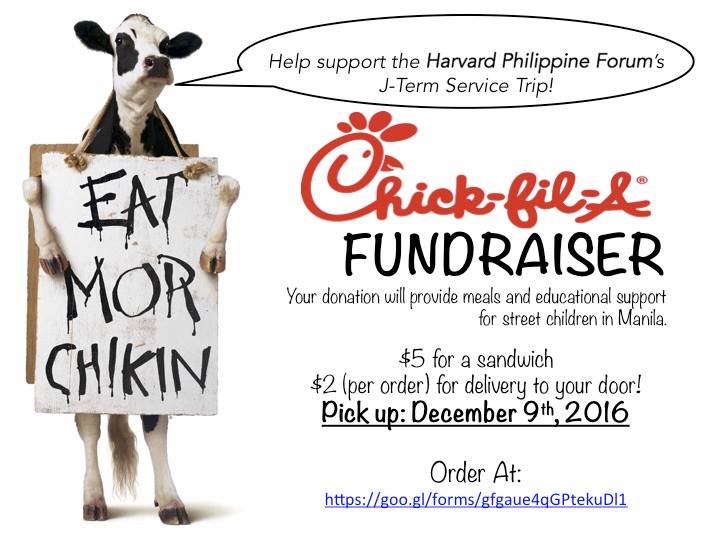 Help support the Harvard Philippine Forum's
J-Term Service Trip!
EAT
MOR
CHIKIN
Chick-fil-A®
FUNDRAISER
Your donation will provide meals and educational support
for street children in Manila.
$5 for a sandwich
$2 (per order) for delivery to your door!
Pick up: December 9th, 2016
Order At:
https://goo.gl/forms/gfgaue4qGPtekuDl1